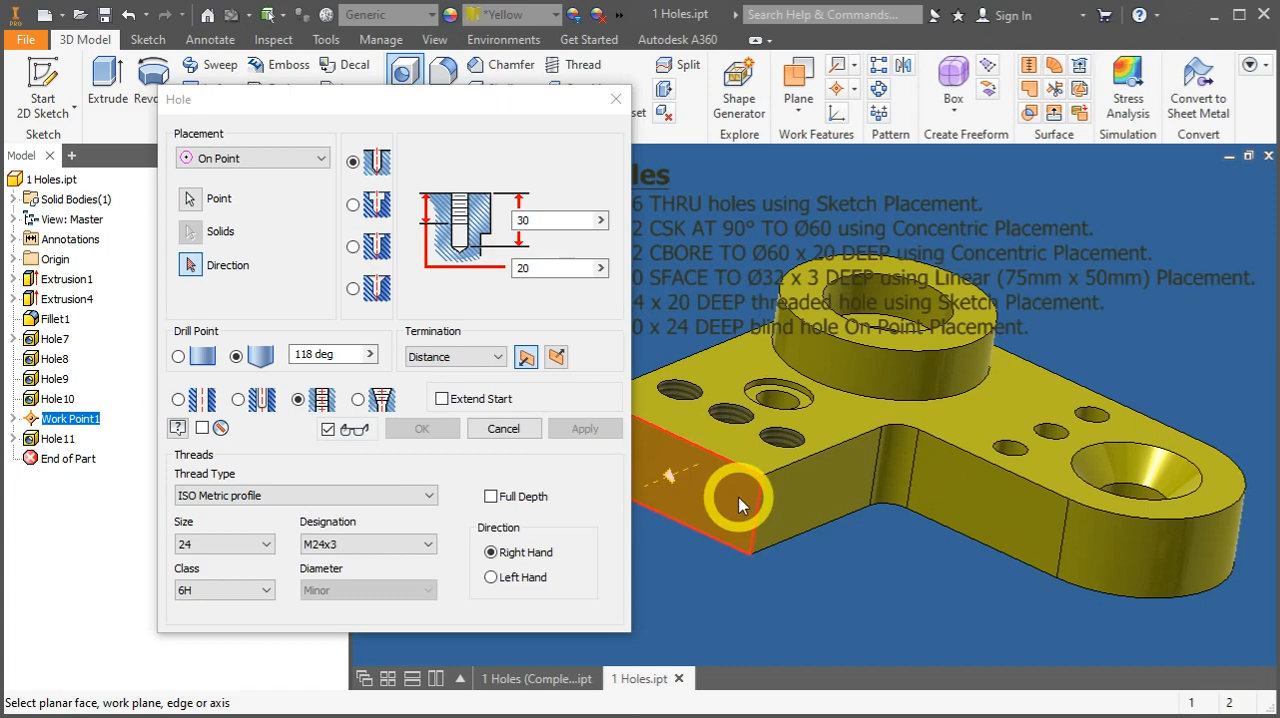 PRO
Generic
*Yellow
1 Holes.ipt
Search Help & Commands...
Sign In
File
3D Model
Sketch
Annotate
Inspect
Tools
Manage
View
Environments
Get Started
Autodesk A360
Sweep
Emboss
Decal
Chamfer
Thread
Split
Start
2D Sketch
Extrude
Revo
Shape
Generator
Plane
Box
Stress
Analysis
Convert to
Sheet Metal
Sketch
set
Explore
Work Features
Pattern
Create Freeform
Surface
Simulation
Convert
Model
1 Holes.ipt
Solid Bodies(1)
View: Master
Annotations
Origin
Extrusion1
Extrusion4
Fillet1
Hole7
Hole8
Hole9
Hole10
Work Point1
Hole11
End of Part
Hole
Placement
On Point
Point
Solids
Direction
30
20
Drill Point
118 deg
Termination
Distance
Extend Start
OK
Cancel
Apply
Threads
Thread Type
ISO Metric profile
Full Depth
Size
Designation
24
M24x3
Direction
Right Hand
Left Hand
Class
Diameter
6H
Minor
les
6 THRU holes using Sketch Placement.
2 CSK AT 90° TO Ø60 using Concentric Placement.
2 CBORE TO Ø60 x 20 DEEP using Concentric Placement.
0 SFACE TO Ø32 x 3 DEEP using Linear (75mm x 50mm) Placement.
4 x 20 DEEP threaded hole using Sketch Placement.
0 x 24 DEEP blind hole On Point Placement.
1 Holes (Comple...ipt
1 Holes.ipt
Select planar face, work plane, edge or axis
1
2